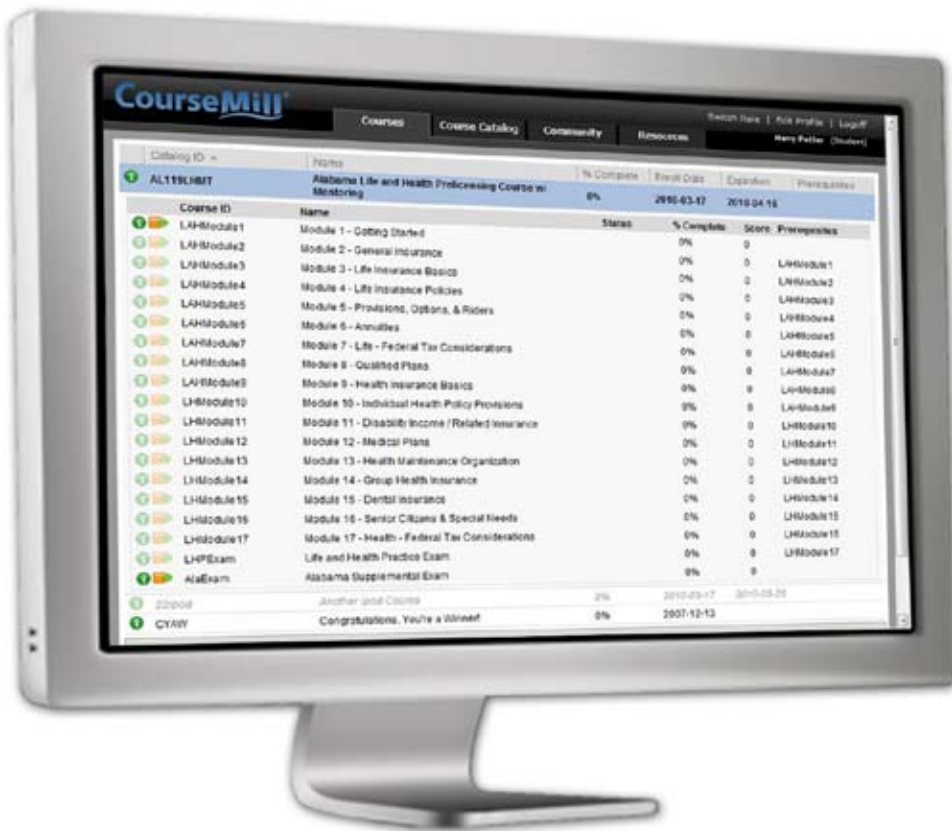 CourseMill
Courses Course Catalog Community Resources
Switch Role | Edit Profile | Logoff
Harry Potter (Student)
Catalog ID Name % Complete Enroll Date Expiration Prerequisites
AL119LHMT Alabama Life and Health Prelicensing Course w/ Mentoring 0% 2010-03-17 2010-04-16
Course ID Name Status % Complete Score Prerequisites
LAHModule1 Module 1 - Getting Started 0% 0
LAHModule2 Module 2 - General Insurance 0% 0 LAHModule1
LAHModule3 Module 3 - Life Insurance Basics 0% 0 LAHModule2
LAHModule4 Module 4 - Life Insurance Policies 0% 0 LAHModule3
LAHModule5 Module 5 - Provisions, Options, & Riders 0% 0 LAHModule4
LAHModule6 Module 6 - Annuities 0% 0 LAHModule5
LAHModule7 Module 7 - Life - Federal Tax Considerations 0% 0 LAHModule6
LAHModule8 Module 8 - Qualified Plans 0% 0 LAHModule7
LAHModule9 Module 9 - Health Insurance Basics 0% 0 LAHModule8
LHModule10 Module 10 - Individual Health Policy Provisions 0% 0 LAHModule9
LHModule11 Module 11 - Disability Income / Related Insurance 0% 0 LHModule10
LHModule12 Module 12 - Medical Plans 0% 0 LHModule11
LHModule13 Module 13 - Health Maintenance Organization 0% 0 LHModule12
LHModule14 Module 14 - Group Health Insurance 0% 0 LHModule13
LHModule15 Module 15 - Dental Insurance 0% 0 LHModule14
LHModule16 Module 16 - Senior Citizens & Special Needs 0% 0 LHModule15
LHModule17 Module 17 - Health - Federal Tax Considerations 0% 0 LHModule16
LHPExam Life and Health Practice Exam 0% 0 LHModule17
AlaExam Alabama Supplemental Exam 0% 0
Another ipod Course 0% 2010-03-17
CYAW Congratulations, You're a Winner! 0% 2007-12-13